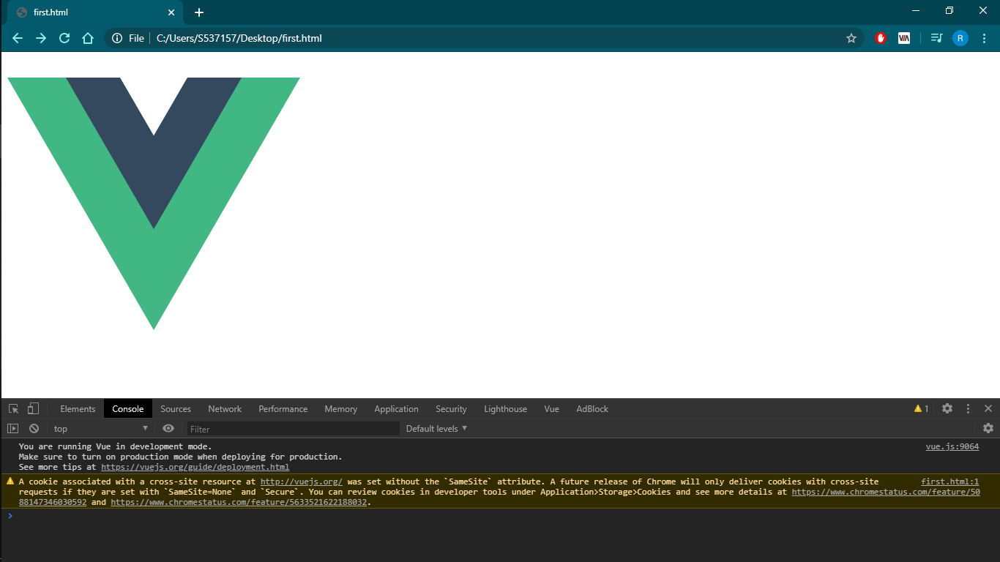 first.html
File C:/Users/S537157/Desktop/first.html
VIA
R
Elements Console Sources Network Performance Memory Application Security Lighthouse Vue AdBlock 1
top Filter Default levels
You are running Vue in development mode. vue.js:9064
Make sure to turn on production mode when deploying for production.
See more tips at https://vuejs.org/guide/deployment.html
A cookie associated with a cross-site resource at http://vuejs.org/ was set without the `SameSite` attribute. A future release of Chrome will only deliver cookies with cross-site first.html:1
requests if they are set with `SameSite=None` and `Secure`. You can review cookies in developer tools under Application>Storage>Cookies and see more details at https://www.chromestatus.com/feature/50
88147346030592 and https://www.chromestatus.com/feature/5633521622188032.